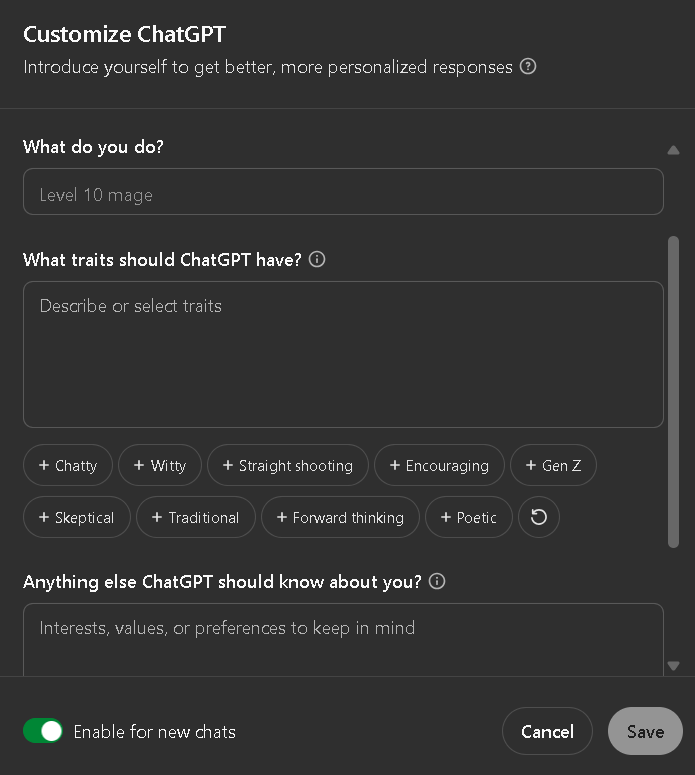 Customize ChatGPT
Introduce yourself to get better, more personalized responses ?
What do you do?
Level 10 mage
What traits should ChatGPT have?
Describe or select traits
+ Chatty + Witty + Straight shooting + Encouraging + Gen Z
+ Skeptical + Traditional + Forward thinking + Poetic
Anything else ChatGPT should know about you?
Interests, values, or preferences to keep in mind
Enable for new chats Cancel Save